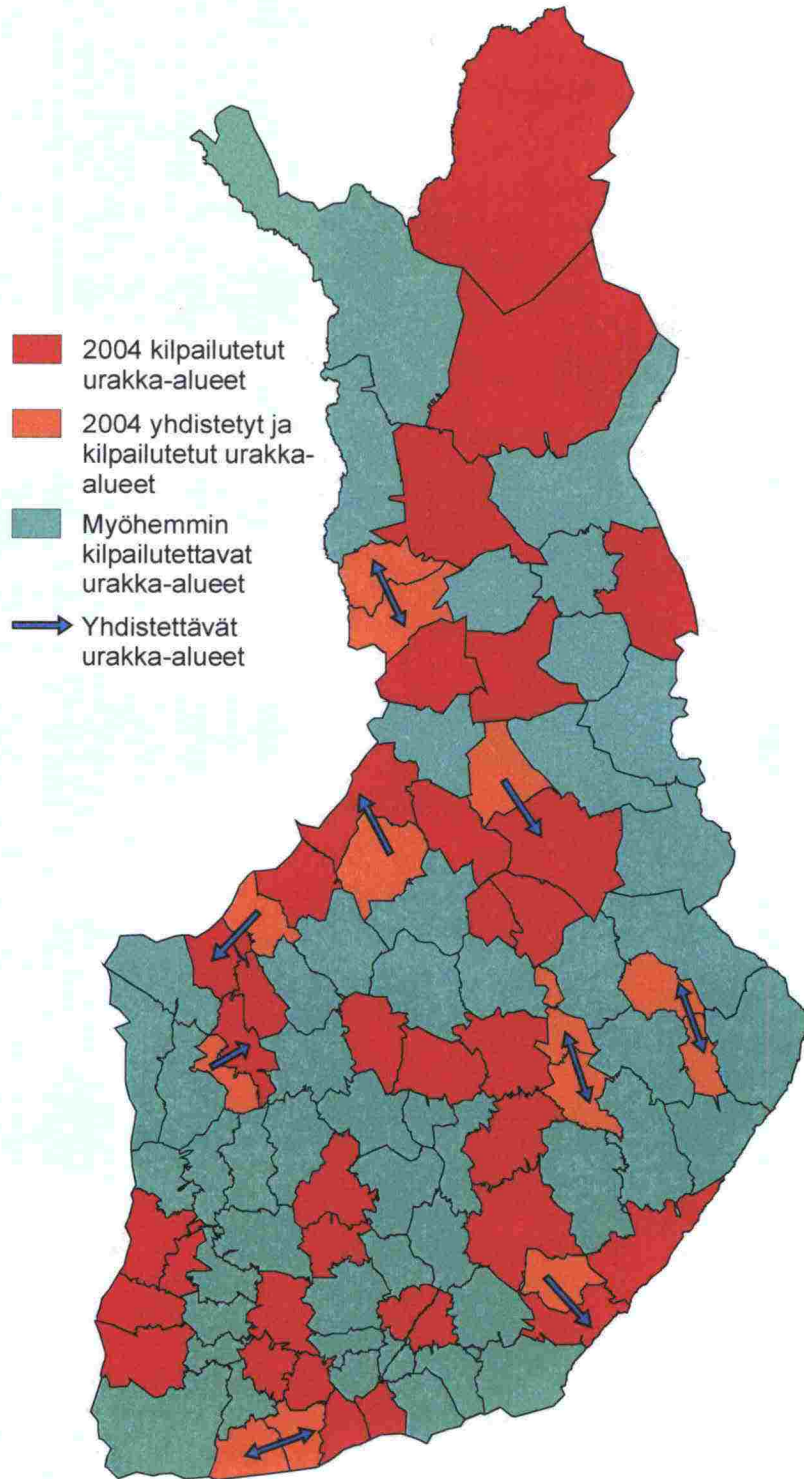 2004 kilpailutetut
urakka-alueet
2004 yhdistetyt ja
kilpailutetut urakka-
alueet
Myöhemmin
kilpailutettavat
urakka-alueet
Yhdistettävät
urakka-alueet